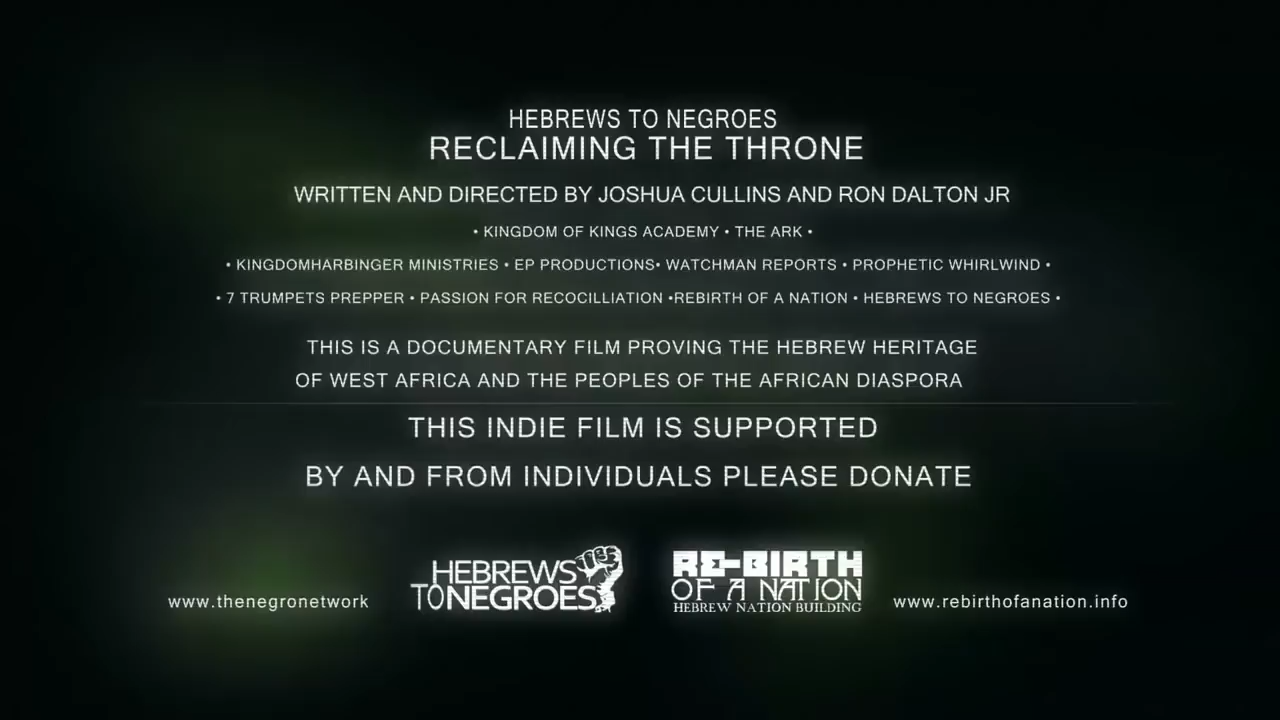 HEBREWS TO NEGROES
RECLAIMING THE THRONE
WRITTEN AND DIRECTED BY JOSHUA CULLINS AND RON DALTON JR
• KINGDOM OF KINGS ACADEMY • THE ARK •
• KINGDOMHARBINGER MINISTRIES • EP PRODUCTIONS• WATCHMAN REPORTS • PROPHETIC WHIRLWIND •
• 7 TRUMPETS PREPPER • PASSION FOR RECOCILLIATION •REBIRTH OF A NATION • HEBREWS TO NEGROES •
THIS IS A DOCUMENTARY FILM PROVING THE HEBREW HERITAGE
OF WEST AFRICA AND THE PEOPLES OF THE AFRICAN DIASPORA
THIS INDIE FILM IS SUPPORTED
BY AND FROM INDIVIDUALS PLEASE DONATE
www.thenegronetwork
HEBREWS
TO NEGROES
RE-BIRTH
OF A NATION
HEBREW NATION BUILDING
www.rebirthofanation.info